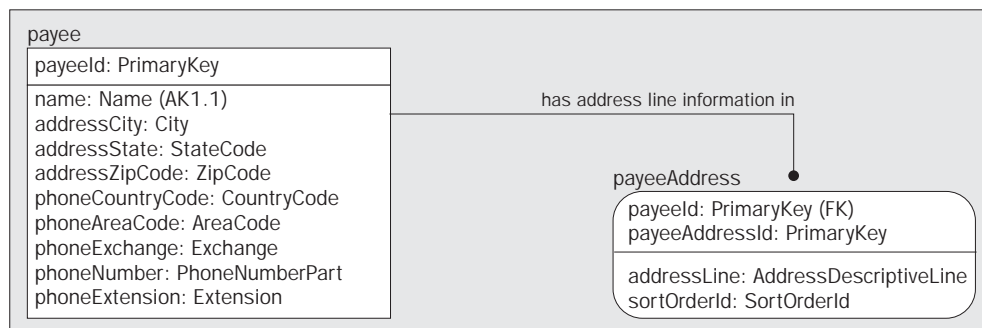 payee
payeeId: PrimaryKey
name: Name (AK1.1)
addressCity: City
addressState: StateCode
addressZipCode: ZipCode
phoneCountryCode: CountryCode
phoneAreaCode: AreaCode
phoneExchange: Exchange
phoneNumber: PhoneNumberPart
phoneExtension: Extension
has address line information in
payeeAddress
payeeId: PrimaryKey (FK)
payeeAddressId: PrimaryKey
addressLine: AddressDescriptiveLine
sortOrderId: SortOrderId